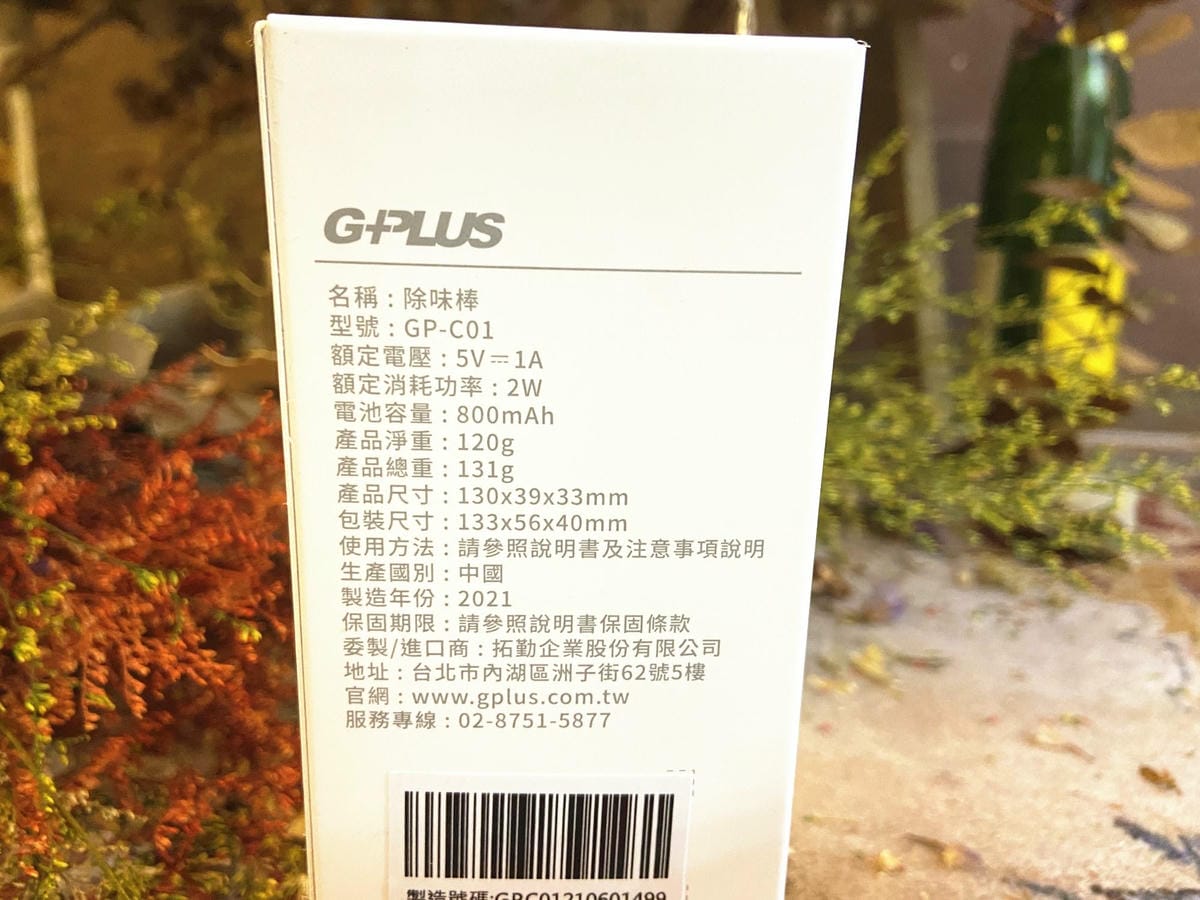 G+PLUS
名稱：除味棒
型號：GP-C01
額定電壓：5V⎓1A
額定消耗功率：2W
電池容量：800mAh
產品淨重：120g
產品總重：131g
產品尺寸：130x39x33mm
包裝尺寸：133x56x40mm
使用方法：請參照說明書及注意事項說明
生產國別：中國
製造年份：2021
保固期限：請參照說明書保固條款
委製/進口商：拓勤企業股份有限公司
地址：台北市內湖區洲子街62號5樓
官網：www.gplus.com.tw
服務專線：02-8751-5877
製造號碼:GPC01210601499